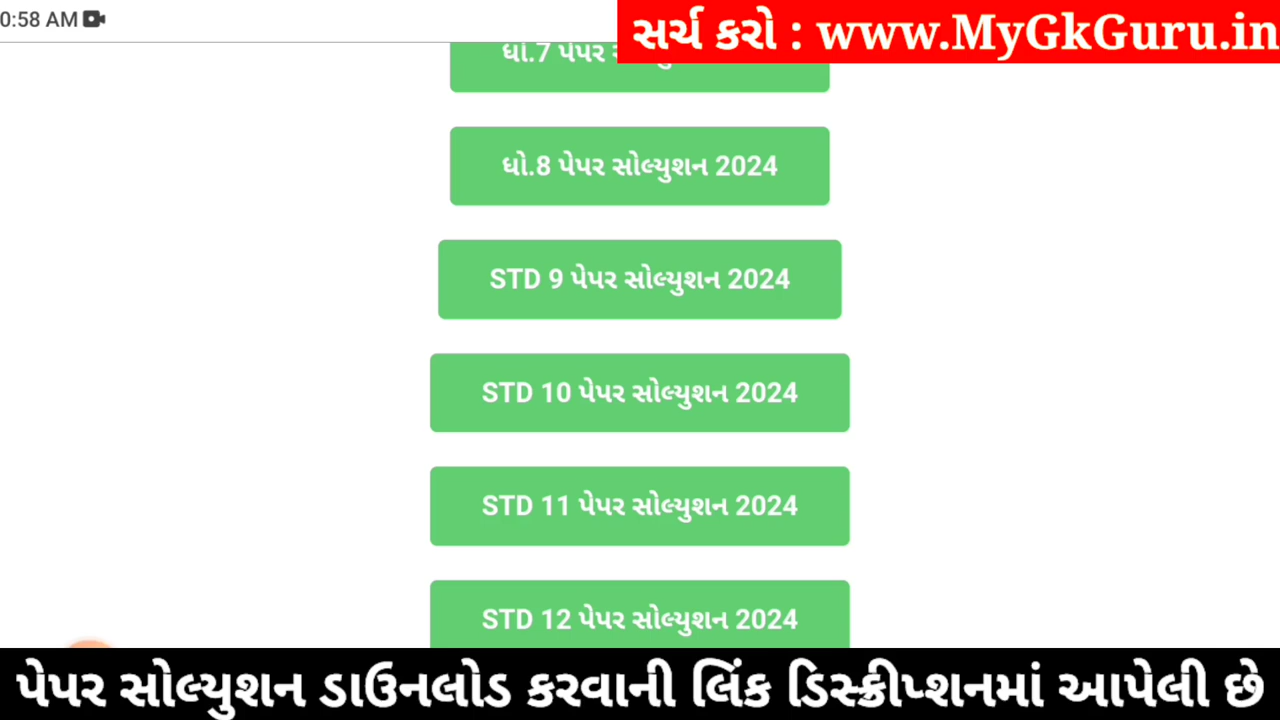 0:58 AM
સર્ચ કરો : www.MyGkGuru.in
ધો.7 પેપર
ધો.8 પેપર સોલ્યુશન 2024
STD 9 પેપર સોલ્યુશન 2024
STD 10 પેપર સોલ્યુશન 2024
STD 11 પેપર સોલ્યુશન 2024
STD 12 પેપર સોલ્યુશન 2024
પેપર સોલ્યુશન ડાઉનલોડ કરવાની લિંક ડિસ્ક્રીપ્શનમાં આપેલી છે